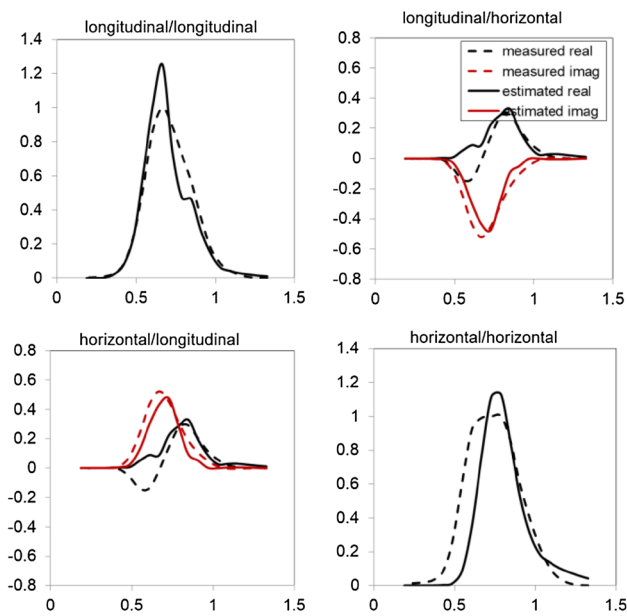 longitudinal/longitudinal
1.4
1.2
1
0.8
0.6
0.4
0.2
0
0 0.5 1 1.5
longitudinal/horizontal
0.8
0.6
0.4
0.2
0
-0.2
-0.4
-0.6
-0.8
0 0.5 1 1.5
measured real
measured imag
estimated real
estimated imag
horizontal/longitudinal
0.8
0.6
0.4
0.2
0
-0.2
-0.4
-0.6
-0.8
0 0.5 1 1.5
horizontal/horizontal
1.4
1.2
1
0.8
0.6
0.4
0.2
0
0 0.5 1 1.5